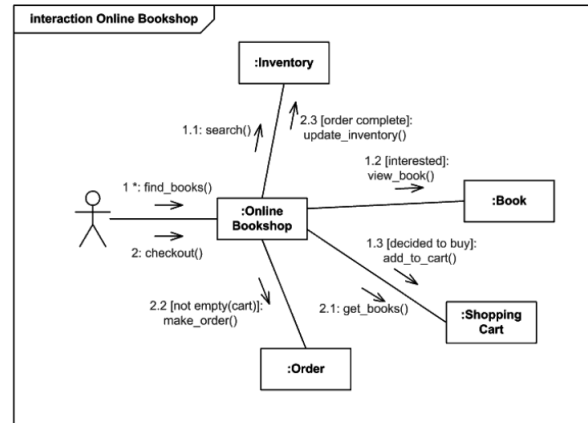 interaction Online Bookshop
:Inventory
1.1: search()
2.3 [order complete]:
update_inventory()
1.2 [interested]:
view_book()
:Book
1 *: find_books()
:Online
Bookshop
2: checkout()
1.3 [decided to buy]:
add_to_cart()
2.2 [not empty(cart)]:
make_order()
2.1: get_books()
:Shopping
Cart
:Order